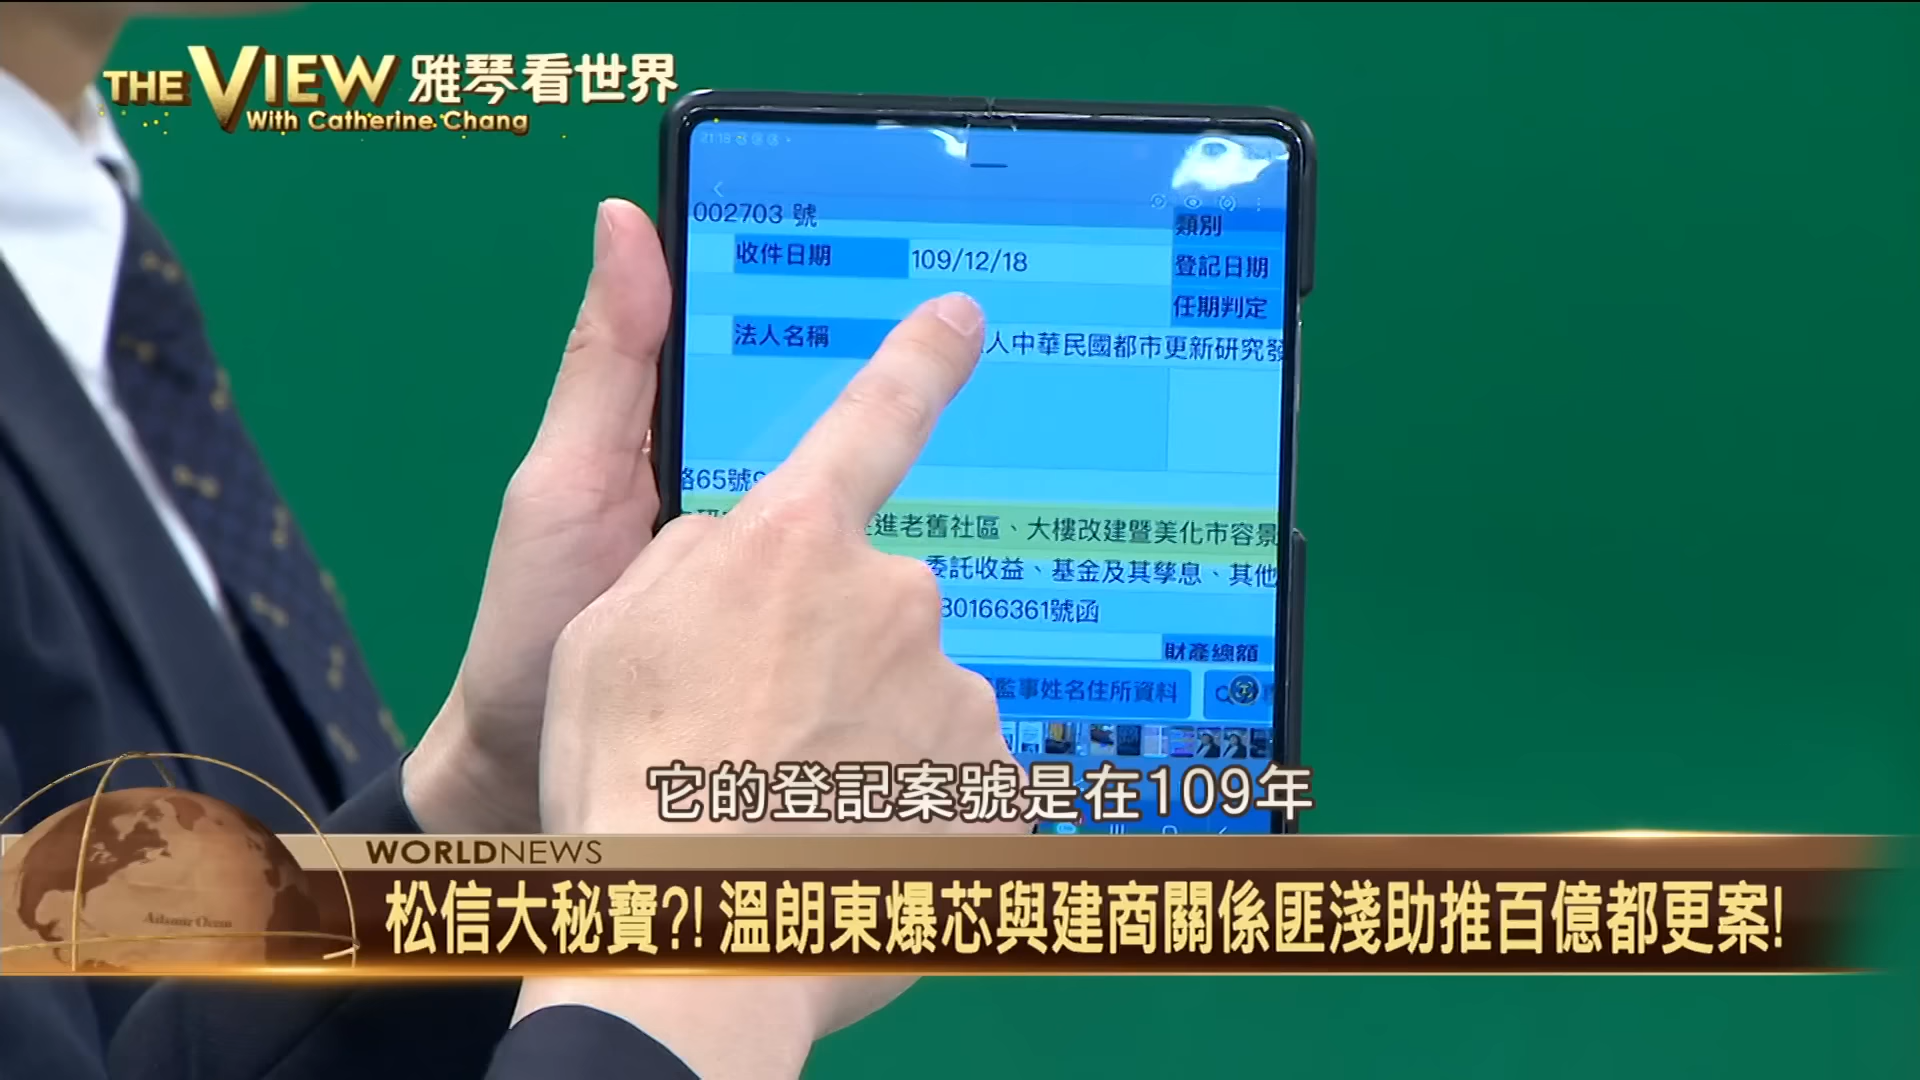 THE VIEW 雅琴看世界
With Catherine Chang
21:18
002703 號
類別
收件日期 109/12/18
登記日期
任期判定
法人名稱
人中華民國都市更新研究發
路65號
進老舊社區、大樓改建暨美化市容景
委託收益、基金及其孳息、其他
80166361號函
財產總額
監事姓名住所資料
它的登記案號是在109年
WORLDNEWS
松信大秘寶?! 溫朗東爆芯與建商關係匪淺助推百億都更案!